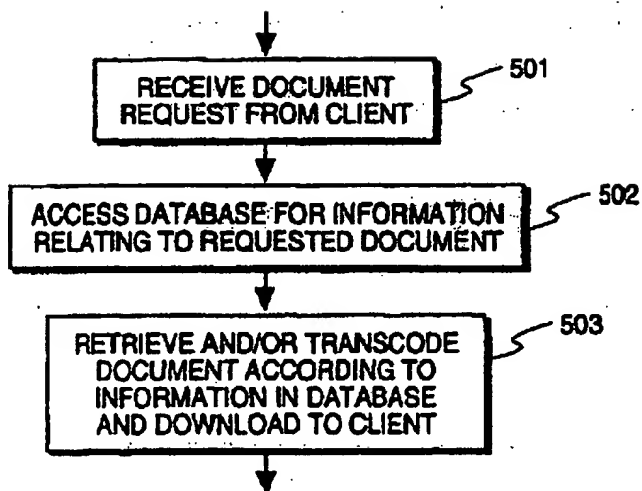 RECEIVE DOCUMENT
REQUEST FROM CLIENT
501
ACCESS DATABASE FOR INFORMATION
RELATING TO REQUESTED DOCUMENT
502
RETRIEVE AND/OR TRANSCODE
DOCUMENT ACCORDING TO
INFORMATION IN DATABASE
AND DOWNLOAD TO CLIENT
503